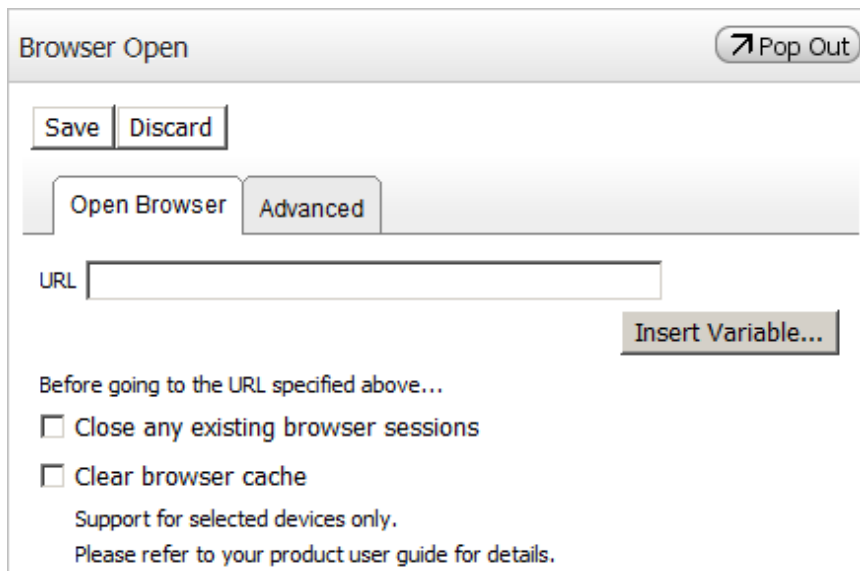 Browser Open Pop Out
Save Discard
Open Browser Advanced
URL
Insert Variable...
Before going to the URL specified above...
Close any existing browser sessions
Clear browser cache
Support for selected devices only.
Please refer to your product user guide for details.